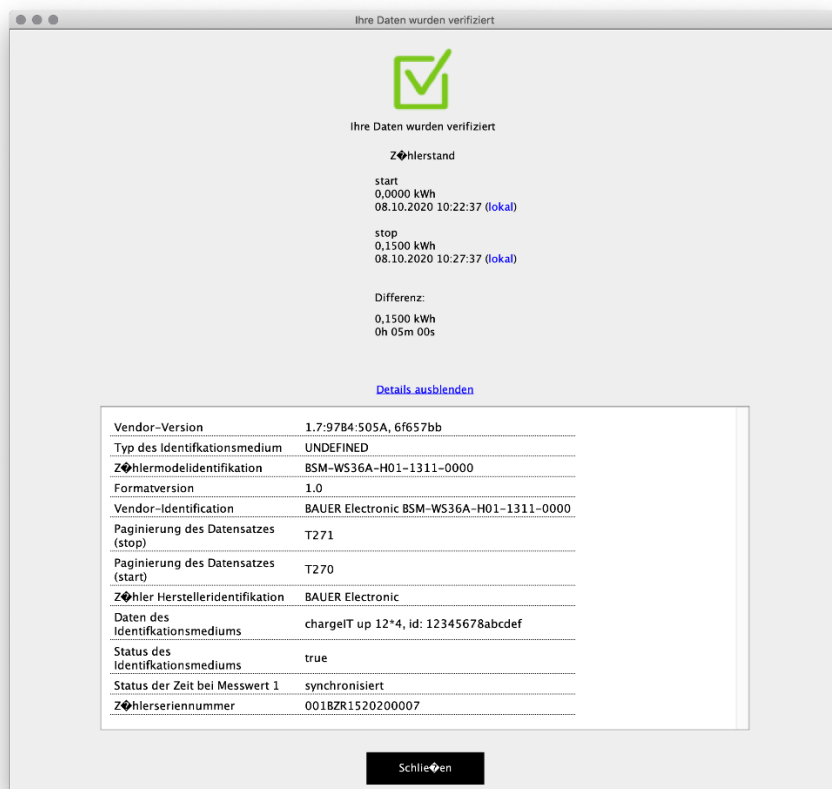 Ihre Daten wurden verifiziert
Ihre Daten wurden verifiziert
Z�hlerstand
start
0,0000 kWh
08.10.2020 10:22:37 (lokal)
stop
0,1500 kWh
08.10.2020 10:27:37 (lokal)
Differenz:
0,1500 kWh
0h 05m 00s
Details ausblenden
Vendor-Version 1.7:97B4:505A, 6f657bb
Typ des Identifkationsmedium UNDEFINED
Z�hlermodelidentifikation BSM-WS36A-H01-1311-0000
Formatversion 1.0
Vendor-Identification BAUER Electronic BSM-WS36A-H01-1311-0000
Paginierung des Datensatzes
(stop) T271
Paginierung des Datensatzes
(start) T270
Z�hler Herstelleridentifikation BAUER Electronic
Daten des
Identifkationsmediums chargeIT up 12*4, id: 12345678abcdef
Status des
Identifkationsmediums true
Status der Zeit bei Messwert 1 synchronisiert
Z�hlerseriennummer 001BZR1520200007
Schlie�en